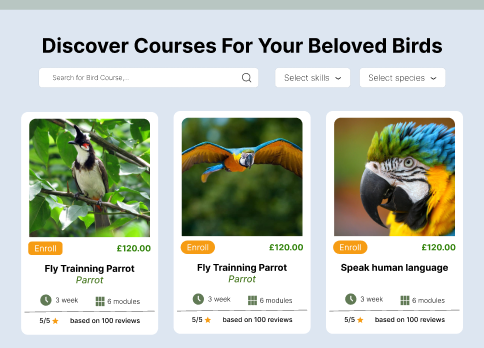 Discover Courses For Your Beloved Birds
Search for Bird Course,...
Select skills
Select species
Enroll
£120.00
Fly Trainning Parrot
Parrot
3 week
6 modules
5/5
based on 100 reviews
Enroll
£120.00
Fly Trainning Parrot
Parrot
3 week
6 modules
5/5
based on 100 reviews
Enroll
£120.00
Speak human language
3 week
6 modules
5/5
based on 100 reviews